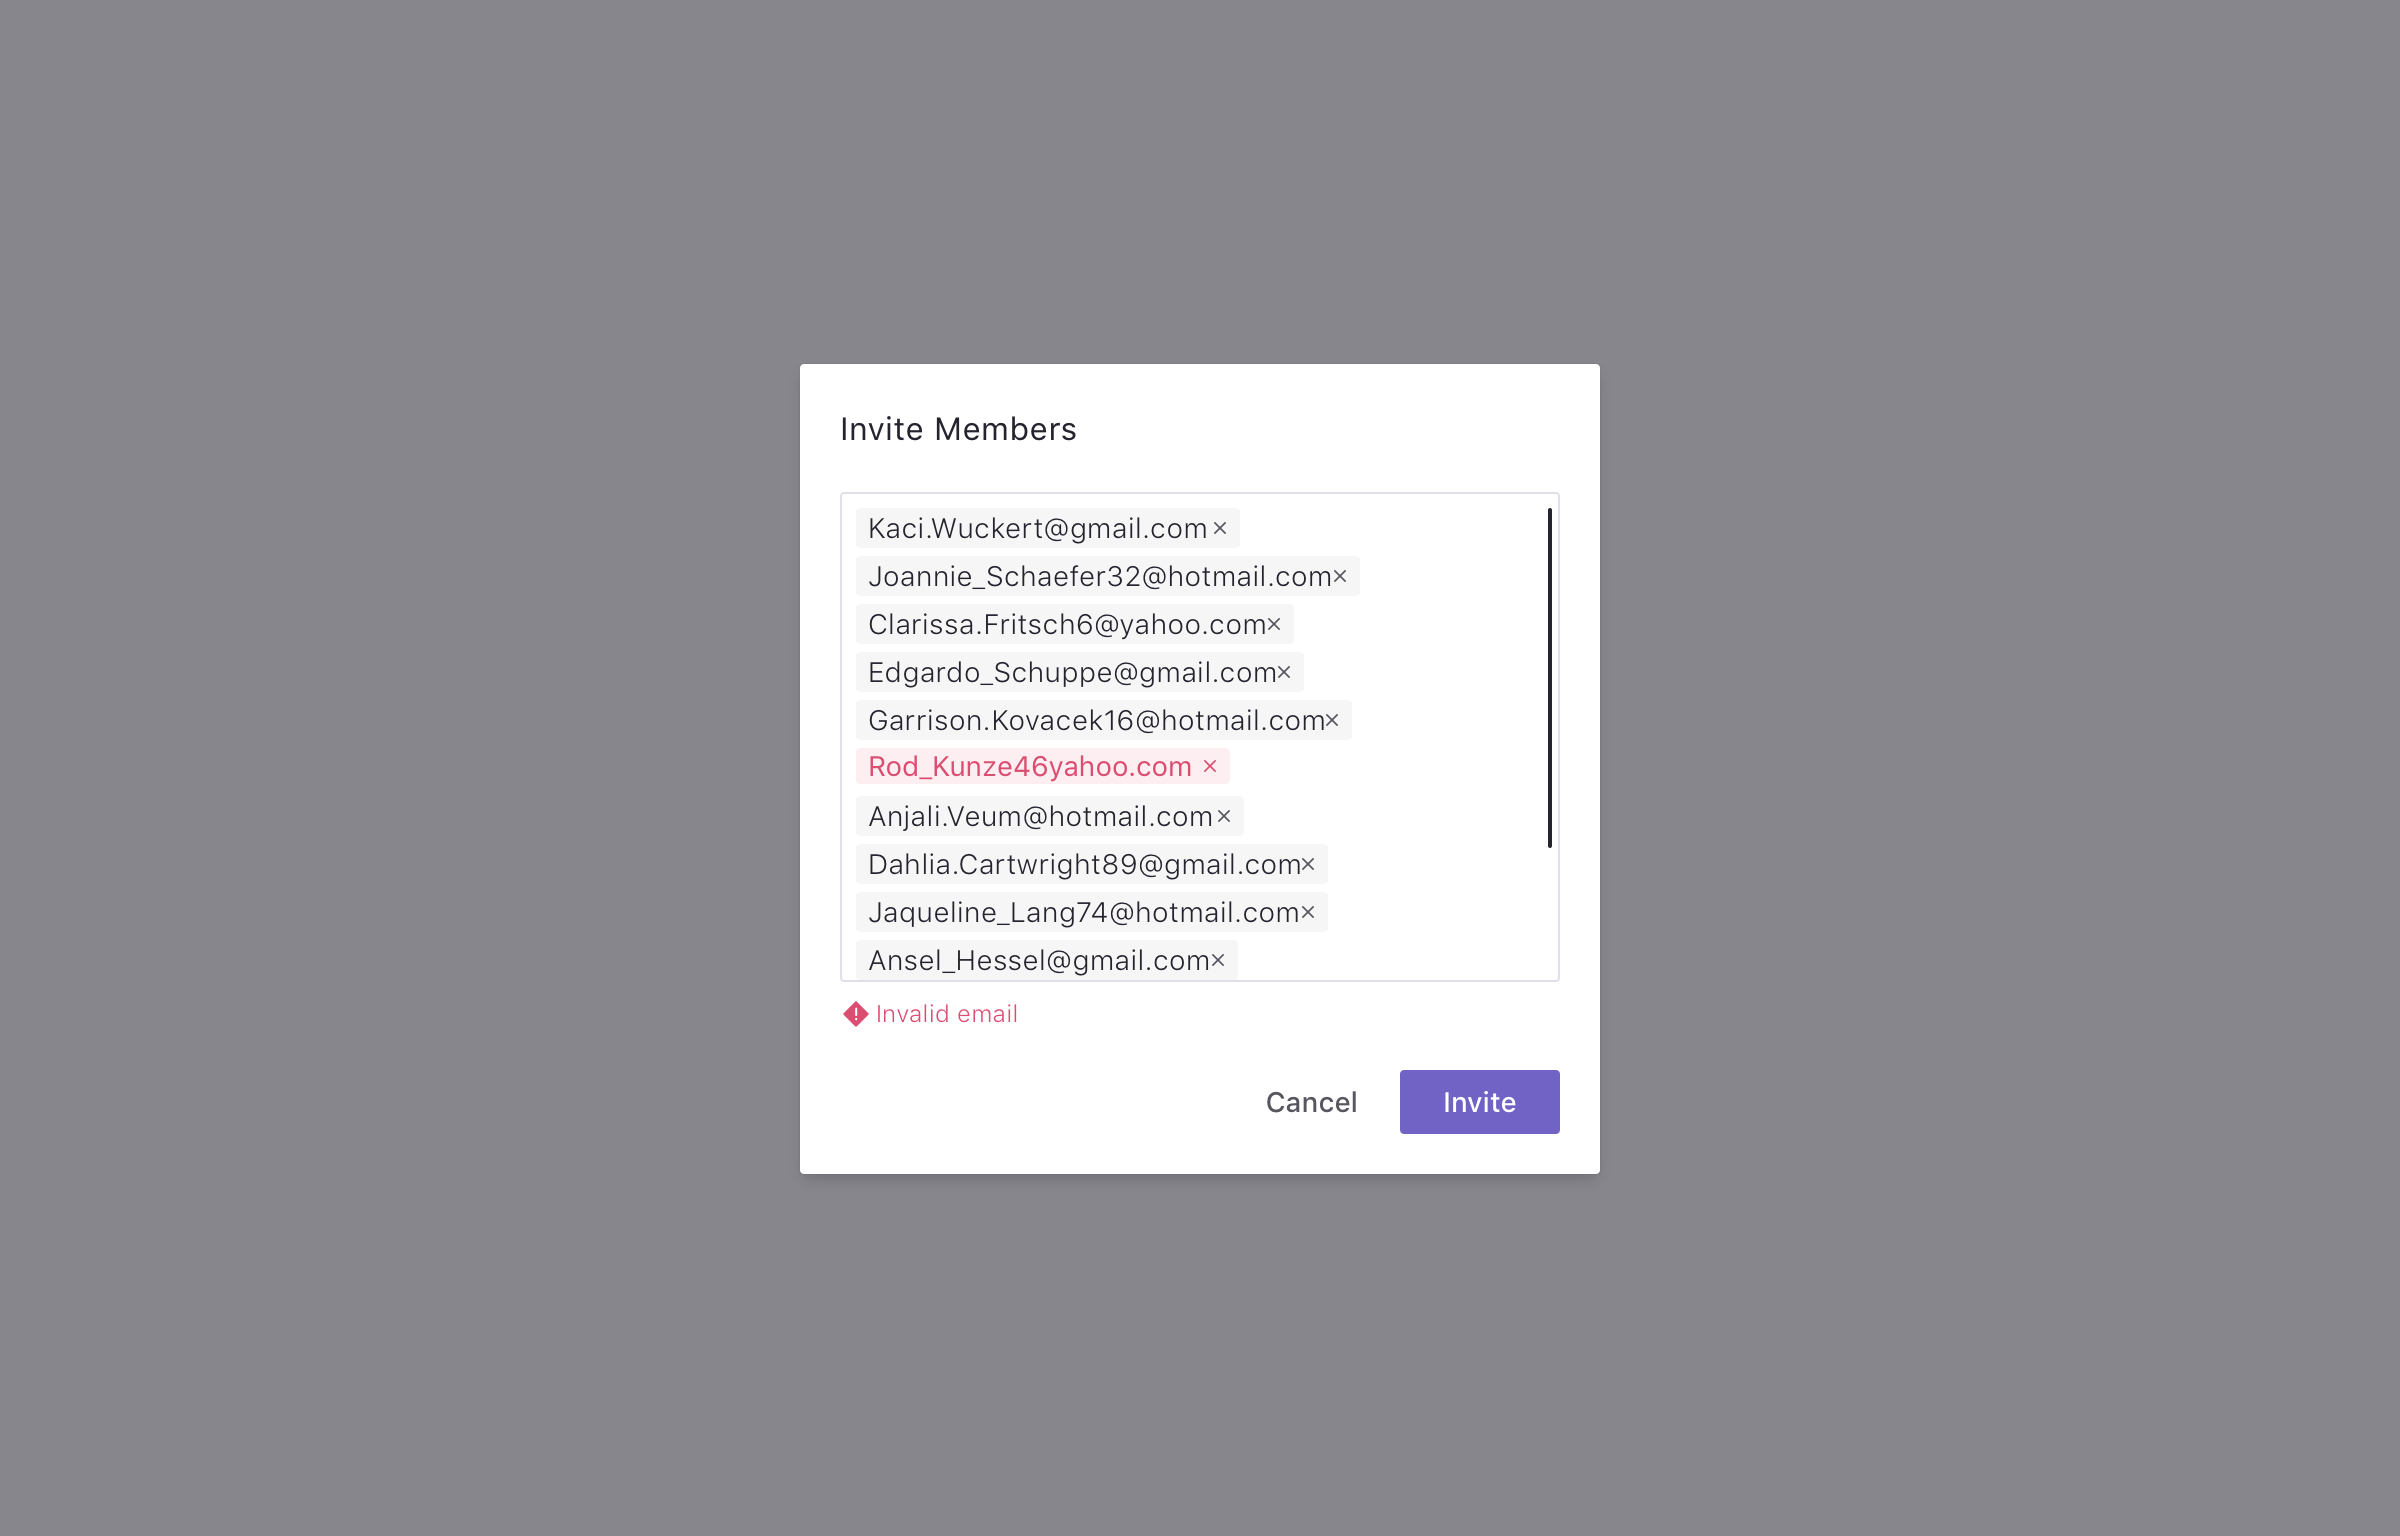 Invite Members
Kaci.Wuckert@gmail.com
Joannie_Schaefer32@hotmail.com
Clarissa.Fritsch6@yahoo.com
Edgardo_Schuppe@gmail.com
Garrison.Kovacek16@hotmail.com
Rod_Kunze46yahoo.com
Anjali.Veum@hotmail.com
Dahlia.Cartwright89@gmail.com
Jaqueline_Lang74@hotmail.com
Ansel_Hessel@gmail.com
Invalid email
Cancel Invite